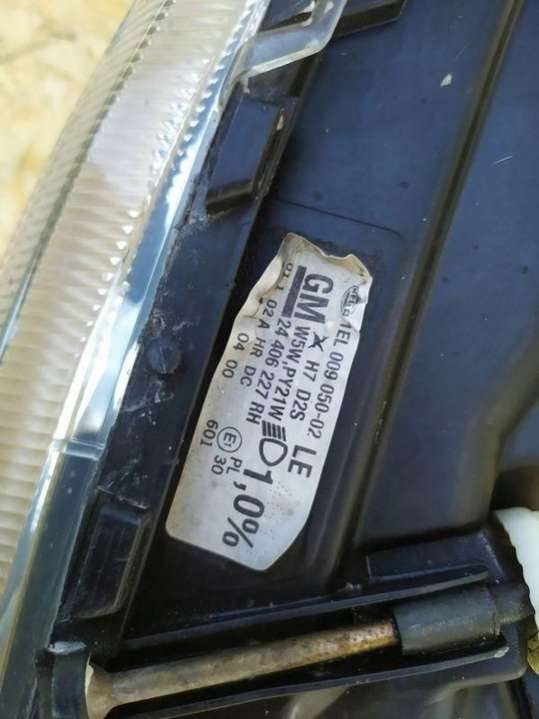 HELLA 1EL 009.050-02 LE
GM H7 D2S
W5W,PY21W
24 406 227 RH 1,0%
02 A HR DC PL
04 00 E1 30
601